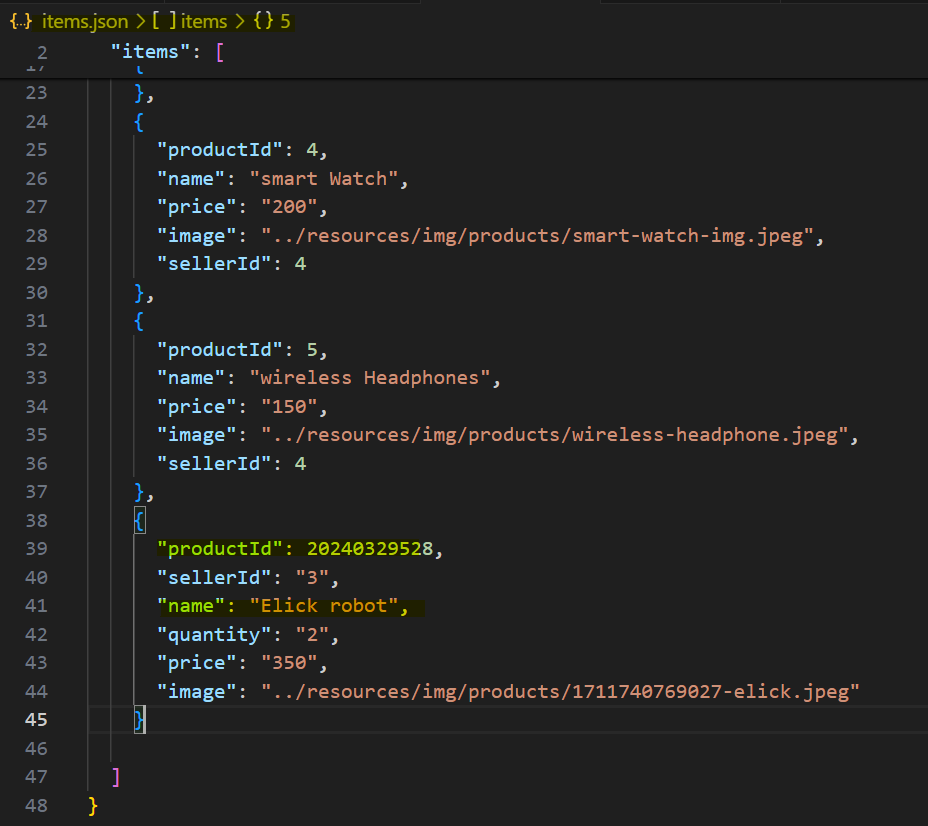 {..} items.json > [ ] items > {} 5
2 "items": [
17 {
23 },
24 {
25 "productId": 4,
26 "name": "smart Watch",
27 "price": "200",
28 "image": "../resources/img/products/smart-watch-img.jpeg",
29 "sellerId": 4
30 },
31 {
32 "productId": 5,
33 "name": "wireless Headphones",
34 "price": "150",
35 "image": "../resources/img/products/wireless-headphone.jpeg",
36 "sellerId": 4
37 },
38 {
39 "productId": 20240329528,
40 "sellerId": "3",
41 "name": "Elick robot",
42 "quantity": "2",
43 "price": "350",
44 "image": "../resources/img/products/1711740769027-elick.jpeg"
45 }
46
47 ]
48 }